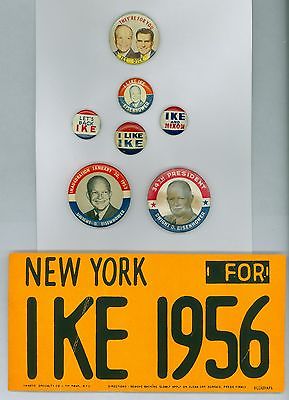 THEY'RE FOR YOU
IKE DICK
I LIKE IKE
EISENHOWER
LET'S
BACK
IKE
I LIKE
IKE
IKE
AND
NIXON
INAUGURATION JANUARY 20, 1953
DWIGHT D. EISENHOWER
34TH PRESIDENT
DWIGHT D. EISENHOWER
NEW YORK FOR
IKE 1956